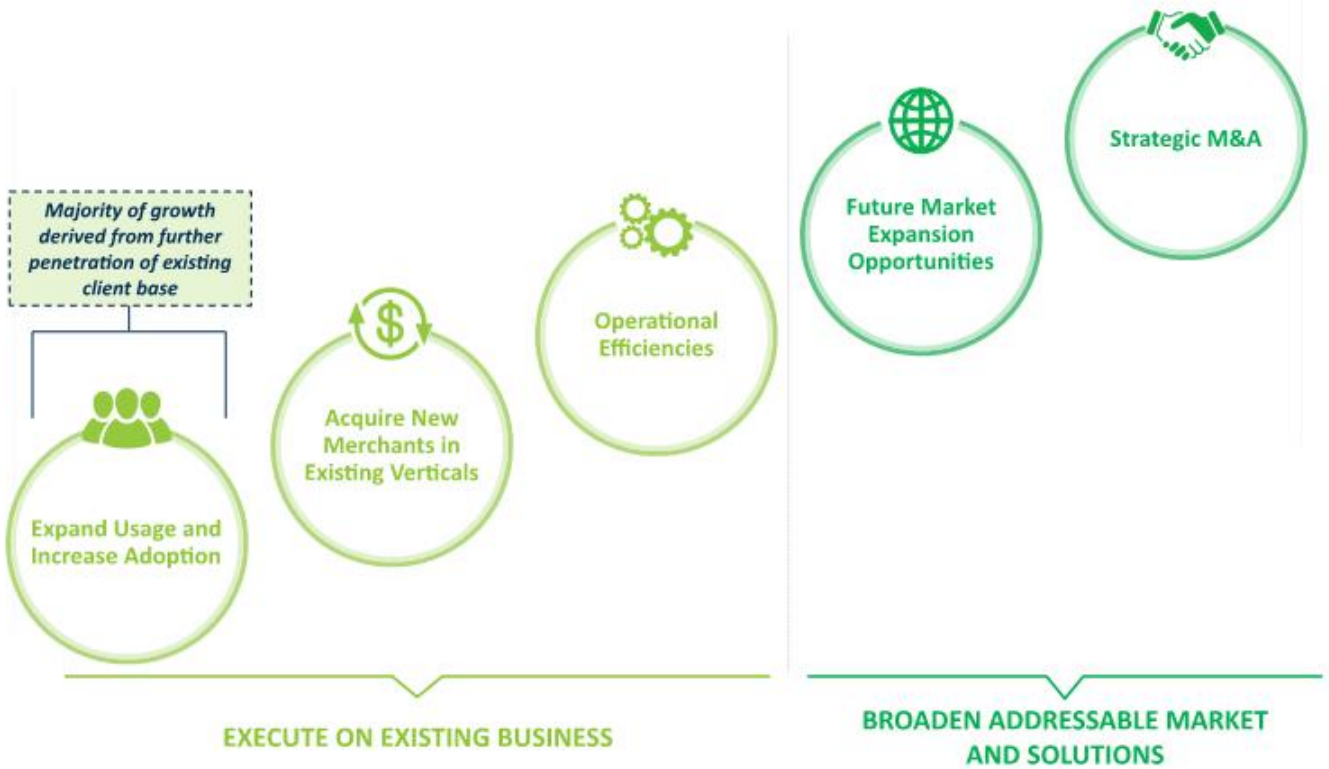 Majority of growth
derived from further
penetration of existing
client base
Expand Usage and
Increase Adoption
$
Acquire New
Merchants in
Existing Verticals
Operational
Efficiencies
Future Market
Expansion
Opportunities
Strategic M&A
EXECUTE ON EXISTING BUSINESS
BROADEN ADDRESSABLE MARKET
AND SOLUTIONS